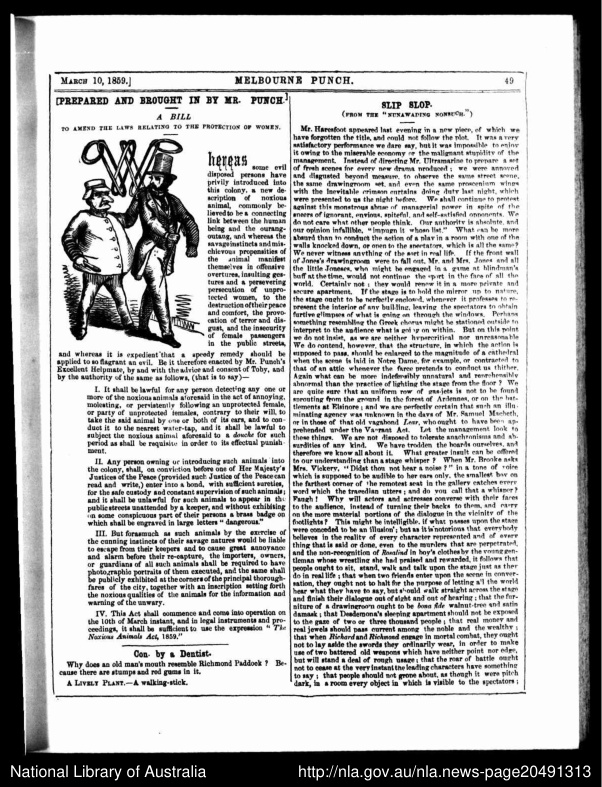 MARCH 10, 1859.]
MELBOURNE PUNCH.
49
[PREPARED AND BROUGHT IN BY MR. PUNCH.]
A BILL
TO AMEND THE LAWS RELATING TO THE PROTECTION OF WOMEN.
Whereas some evil
disposed persons have
privily introduced into
this colony, a new de-
scription of noxious
animal, commonly be-
lieved to be a connecting
link between the human
being and the ourang-
outang, and whereas the
savage instincts and mis-
chievous propensities of
the animal manifest
themselves in offensive
overtures, insulting ges-
tures and a persevering
persecution of unpro-
tected women, to the
destruction of their peace
and comfort, the provo-
cation of terror and dis-
gust, and the insecurity
of female passengers
in the public streets,
and whereas it is expedient that a speedy remedy should be
applied to so flagrant an evil. Be it therefore enacted by Mr. Punch's
Excellent Helpmate, by and with the advice and consent of Toby, and
by the authority of the same as follows, (that is to say)—
I. It shall be lawful for any person detecting any one or
more of the noxious animals aforesaid in the act of annoying,
molesting, or persistently following an unprotected female,
or party of unprotected females, contrary to their will, to
take the said animal by one or both of its ears, and to con-
duct it to the nearest water-tap, and it shall be lawful to
subject the noxious animal aforesaid to a douche for such
period as shall be requisite in order to its effectual punish-
ment.
II. Any person owning or introducing such animals into
the colony, shall, on conviction before one of Her Majesty's
Justices of the Peace (provided such Justice of the Peace can
read and write,) enter into a bond, with sufficient sureties,
for the safe custody and constant supervision of such animals;
and it shall be unlawful for such animals to appear in the
public streets unattended by a keeper, and without exhibiting
on some conspicuous part of their persons a brass badge on
which shall be engraved in large letters "dangerous."
III. But forasmuch as such animals by the exercise of
the cunning instincts of their savage natures would be liable
to escape from their keepers and to cause great annoyance
and alarm before their re-capture, the importers, owners,
or guardians of all such animals shall be required to have
photographic portraits of them executed, and the same shall
be publicly exhibited at the corners of the principal thorough-
fares of the city, together with an inscription setting forth
the noxious qualities of the animals for the information and
warning of the unwary.
IV. This Act shall commence and come into operation on
the 10th of March instant, and in legal instruments and pro-
ceedings, it shall be sufficient to use the expression "The
Noxious Animals Act, 1859."
Con. by a Dentist.
Why does an old man's mouth resemble Richmond Paddock? Be-
cause there are stumps and red gums in it.
A LIVELY PLANT.—A walking-stick.
SLIP SLOP.
(FROM THE "NUNAWADING NONSUCH.")
Mr. Haresfoot appeared last evening in a new piece, of which we
have forgotten the title, and could not follow the plot. It was a very
satisfactory performance we dare say, but it was impossible to enjoy
it owing to the miserable economy or the malignant stupidity of the
management. Instead of directing Mr. Ultramarine to prepare a set
of fresh scenes for every new drama produced; we were annoyed
and disgusted beyond measure, to observe the same street scene,
the same drawingroom set, and even the same proscenium wings
with the inevitable crimson curtains doing duty last night, which
were presented to us the night before. We shall continue to protest
against this monstrous abuse of managerial power in spite of the
sneers of ignorant, envious, spiteful, and self-satisfied opponents. We
do not care what other people think. Our authority is absolute, and
our opinion infallible, "impugn it whoso list." What can be more
absurd than to conduct the action of a play in a room with one of the
walls knocked down, or open to the spectators, which is all the same?
We never witness anything of the sort in real life. If the front wall
of Jones's drawingroom were to fall out, Mr. and Mrs. Jones and all
the little Joneses, who might be engaged in a game at blindman's
buff at the time, would not continue the sport in the face of all the
world. Certainly not; they would renew it in a more private and
secure apartment. If the stage is to hold the mirror up to nature,
the stage ought to be perfectly enclosed, whenever it professes to re-
present the interior of any building, leaving the spectators to obtain
furtive glimpses of what is going on through the windows. Perhaps
something resembling the Greek chorus might be stationed outside to
interpret to the audience what is goi g on within. But on this point
we do not insist, as we are neither hypercritical nor unreasonable
We do contend, however, that the structure, in which the action is
supposed to pass, should be enlarged to the magnitude of a cathedral
when the scene is laid in Notre Dame, for example, or contracted to
that of an attic whenever the farce pretends to conduct us thither.
Again what can be more indefensibly unnatural and reprehensibly
abnormal than the practice of lighting the stage from the floor? We
are quite sure that an uniform row of gas-jets is not to be found
sprouting from the ground in the forest of Ardennes, or on the bat-
tlements at Elsinore; and we are perfectly certain that such an illu-
minating agency was unknown in the days of Mr. Samuel Macbeth,
or in those of that old vagabond Lear, who ought to have been ap-
prehended under the Vagrant Act. Let the management look to
these things. We are not disposed to tolerate anachronisms and ab-
surdities of any kind. We have trodden the boards ourselves, and
therefore we know all about it. What greater insult can be offered
to our understanding than a stage whisper? When Mr. Brooke asks
Mrs. Vickery, "Didst thou not hear a noise?" in a tone of voice
which is supposed to be audible to her ears only, the smallest boy on
the farthest corner of the remotest seat in the gallery catches every
word which the tragedian utters; and do you call that a whisper?
Faugh! Why will actors and actresses converse with their faces
to the audience, instead of turning their backs to them, and carry
on the more material portions of the dialogue in the vicinity of the
footlights? This might be intelligible, if what passes upon the stage
were conceded to be an illusion; but as it is notorious that everybody
believes in the reality of every character represented and of every
thing that is said or done, even to the murders that are perpetrated,
and the non-recognition of Rosalind in boy's clothes by the young gen-
tleman whose wrestling she had praised and rewarded, it follows that
people ought to sit, stand, walk and talk upon the stage just as they
do in real life; that when two friends enter upon the scene in conver-
sation, they ought not to halt for the purpose of letting all the world
hear what they have to say, but should walk straight across the stage
and finish their dialogue out of sight and out of hearing; that the fur-
niture of a drawingroom ought to be bona fide walnut-tree and satin
damask; that Desdemona's sleeping apartment should not be exposed
to the gaze of two or three thousand people; that real money and
real jewels should pass current among the noble and the wealthy;
that when Richard and Richmond engage in mortal combat, they ought
not to lay aside the swords they ordinarily wear, in order to make
use of two battered old weapons which have neither point nor edge,
but will stand a deal of rough usage; that the roar of battle ought
not to cease at the very instant the leading characters have something
to say; that people should not grope about, as though it were pitch
dark, in a room every object in which is visible to the spectators;
National Library of Australia
http://nla.gov.au/nla.news-page20491313